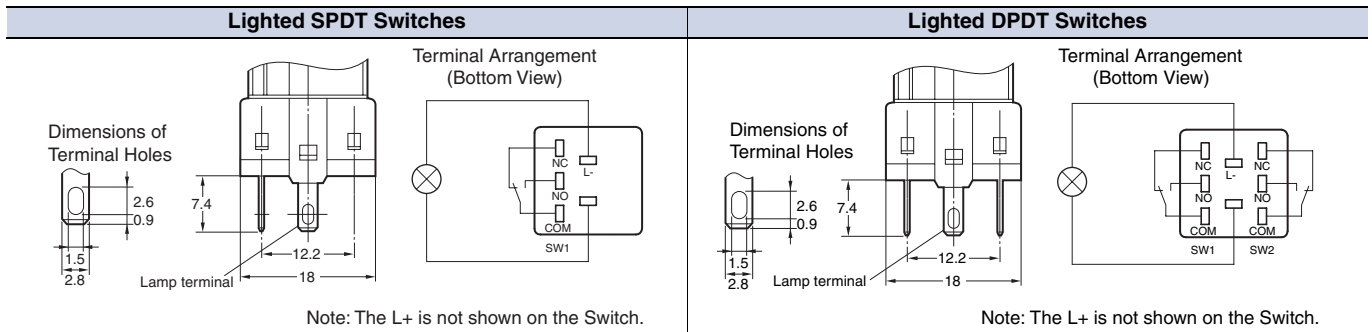 Lighted SPDT Switches
Terminal Arrangement
(Bottom View)
Dimensions of
Terminal Holes
NC
L-
NO
COM
SW1
7.4
2.6
0.9
1.5
2.8
12.2
18
Lamp terminal
Note: The L+ is not shown on the Switch.
Lighted DPDT Switches
Terminal Arrangement
(Bottom View)
Dimensions of
Terminal Holes
NC
L-
NC
NO
NO
COM
COM
SW1
SW2
7.4
2.6
0.9
1.5
2.8
12.2
18
Lamp terminal
Note: The L+ is not shown on the Switch.